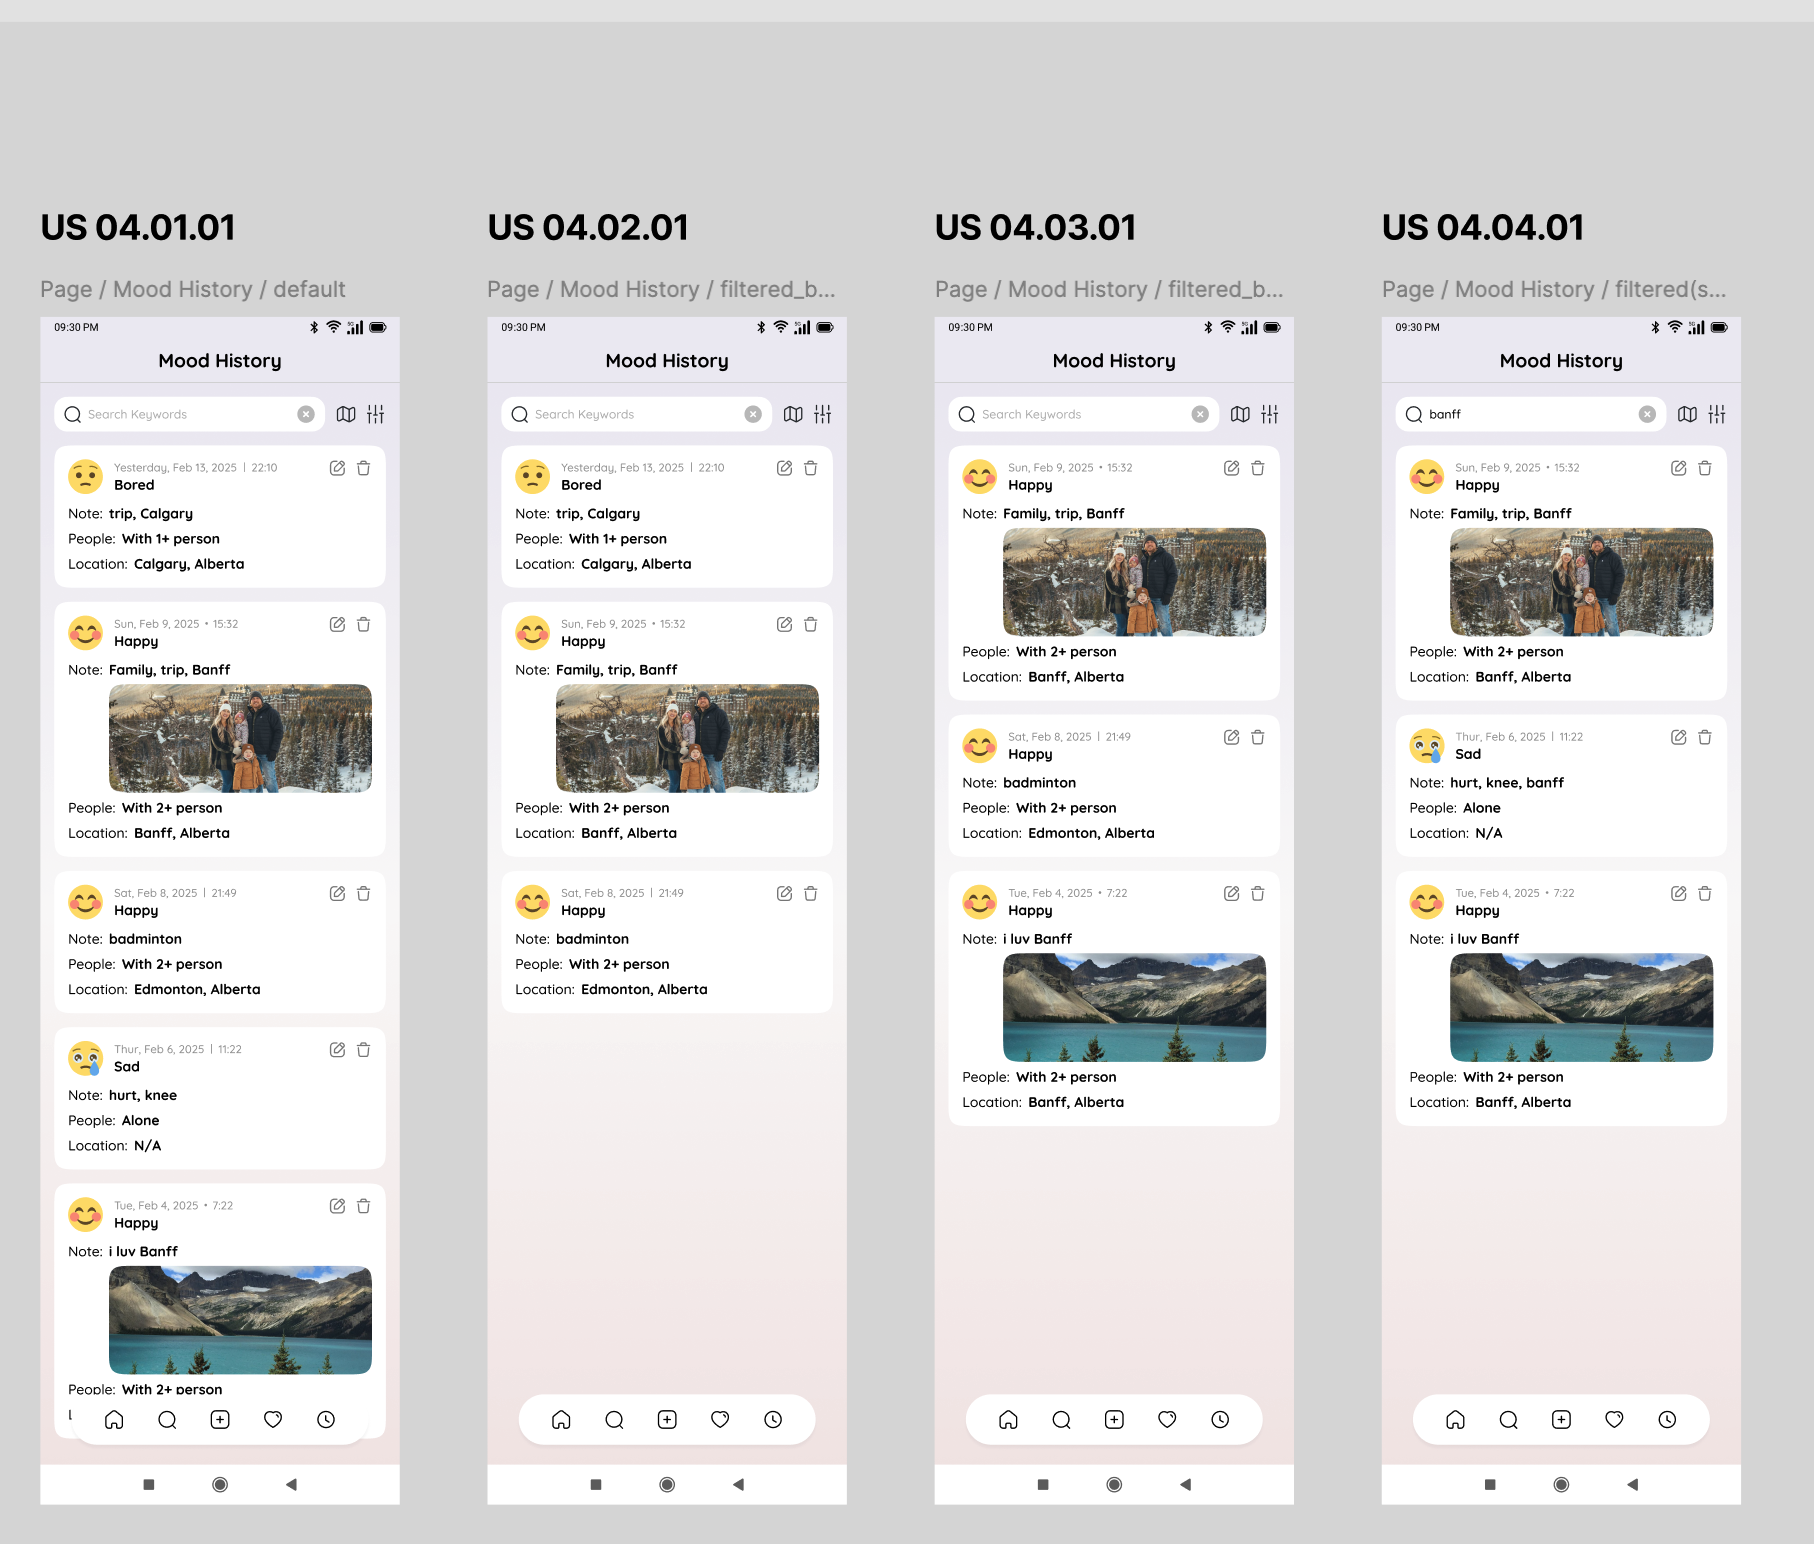 US 04.01.01
Page / Mood History / default
09:30 PM
Mood History
Search Keywords
Yesterday, Feb 13, 2025 | 22:10
Bored
Note: trip, Calgary
People: With 1+ person
Location: Calgary, Alberta
Sun, Feb 9, 2025 • 15:32
Happy
Note: Family, trip, Banff
People: With 2+ person
Location: Banff, Alberta
Sat, Feb 8, 2025 | 21:49
Happy
Note: badminton
People: With 2+ person
Location: Edmonton, Alberta
Thur, Feb 6, 2025 | 11:22
Sad
Note: hurt, knee
People: Alone
Location: N/A
Tue, Feb 4, 2025 • 7:22
Happy
Note: i luv Banff
People: With 2+ person
US 04.02.01
Page / Mood History / filtered_b...
09:30 PM
Mood History
Search Keywords
Yesterday, Feb 13, 2025 | 22:10
Bored
Note: trip, Calgary
People: With 1+ person
Location: Calgary, Alberta
Sun, Feb 9, 2025 • 15:32
Happy
Note: Family, trip, Banff
People: With 2+ person
Location: Banff, Alberta
Sat, Feb 8, 2025 | 21:49
Happy
Note: badminton
People: With 2+ person
Location: Edmonton, Alberta
US 04.03.01
Page / Mood History / filtered_b...
09:30 PM
Mood History
Search Keywords
Sun, Feb 9, 2025 • 15:32
Happy
Note: Family, trip, Banff
People: With 2+ person
Location: Banff, Alberta
Sat, Feb 8, 2025 | 21:49
Happy
Note: badminton
People: With 2+ person
Location: Edmonton, Alberta
Tue, Feb 4, 2025 • 7:22
Happy
Note: i luv Banff
People: With 2+ person
Location: Banff, Alberta
US 04.04.01
Page / Mood History / filtered(s...
09:30 PM
Mood History
banff
Sun, Feb 9, 2025 • 15:32
Happy
Note: Family, trip, Banff
People: With 2+ person
Location: Banff, Alberta
Thur, Feb 6, 2025 | 11:22
Sad
Note: hurt, knee, banff
People: Alone
Location: N/A
Tue, Feb 4, 2025 • 7:22
Happy
Note: i luv Banff
People: With 2+ person
Location: Banff, Alberta